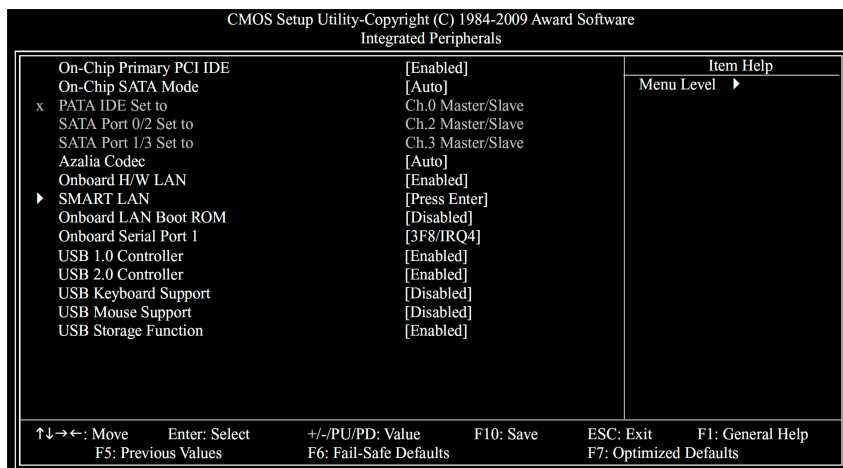 CMOS Setup Utility-Copyright (C) 1984-2009 Award Software
Integrated Peripherals
On-Chip Primary PCI IDE [Enabled] Item Help
On-Chip SATA Mode [Auto] Menu Level ▶
x PATA IDE Set to Ch.0 Master/Slave
SATA Port 0/2 Set to Ch.2 Master/Slave
SATA Port 1/3 Set to Ch.3 Master/Slave
Azalia Codec [Auto]
Onboard H/W LAN [Enabled]
▶ SMART LAN [Press Enter]
Onboard LAN Boot ROM [Disabled]
Onboard Serial Port 1 [3F8/IRQ4]
USB 1.0 Controller [Enabled]
USB 2.0 Controller [Enabled]
USB Keyboard Support [Disabled]
USB Mouse Support [Disabled]
USB Storage Function [Enabled]
↑↓→←: Move Enter: Select +/-/PU/PD: Value F10: Save ESC: Exit F1: General Help
F5: Previous Values F6: Fail-Safe Defaults F7: Optimized Defaults